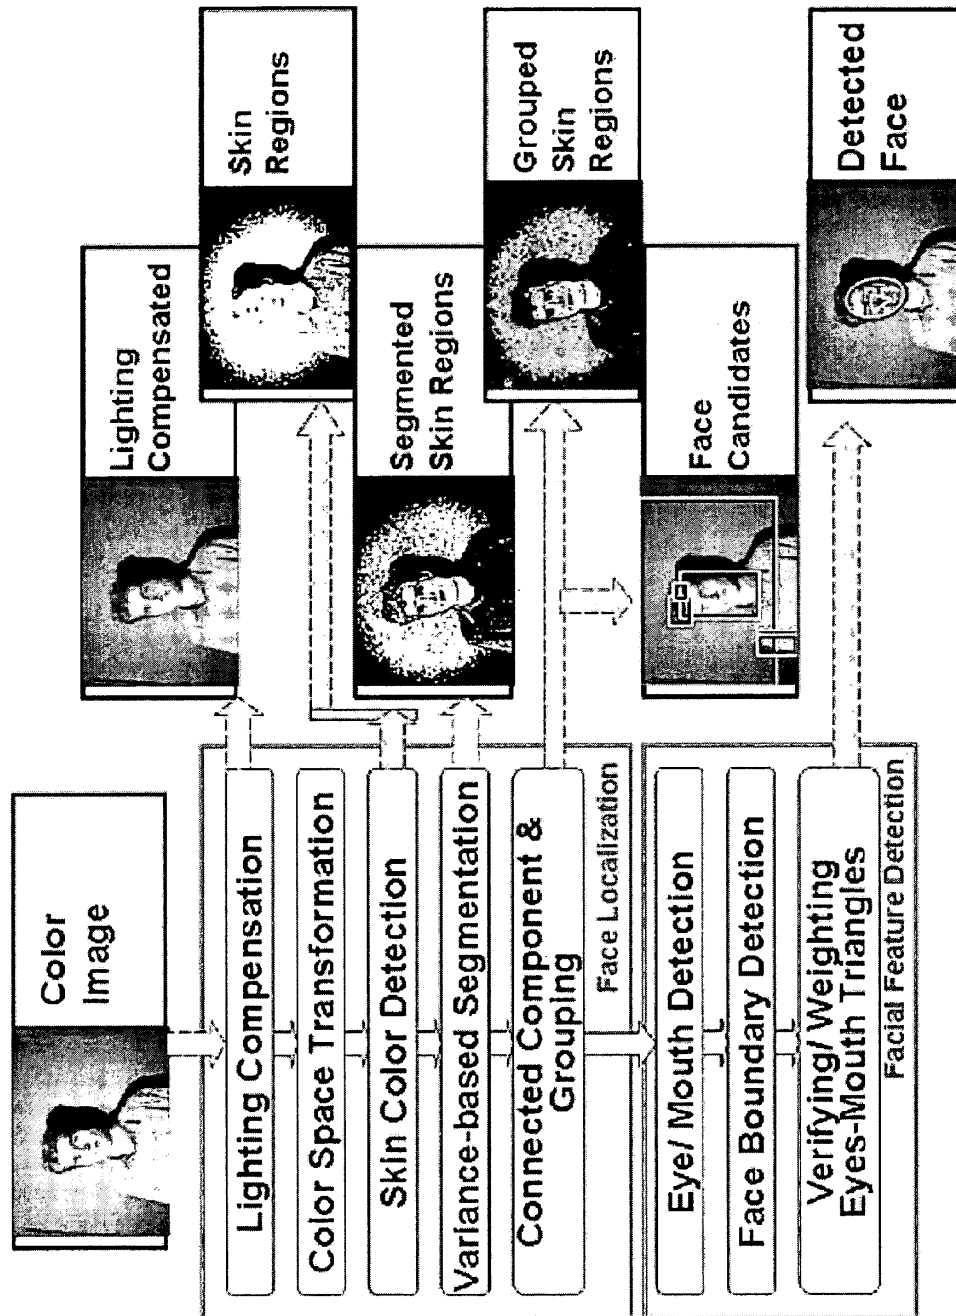 Color
Image
Lighting Compensation
Color Space Transformation
Skin Color Detection
Variance-based Segmentation
Connected Component &
Grouping
Face Localization
Eye/ Mouth Detection
Face Boundary Detection
Verifying/ Weighting
Eyes-Mouth Triangles
Facial Feature Detection
Lighting
Compensated
Skin
Regions
Segmented
Skin Regions
Grouped
Skin
Regions
Face
Candidates
Detected
Face